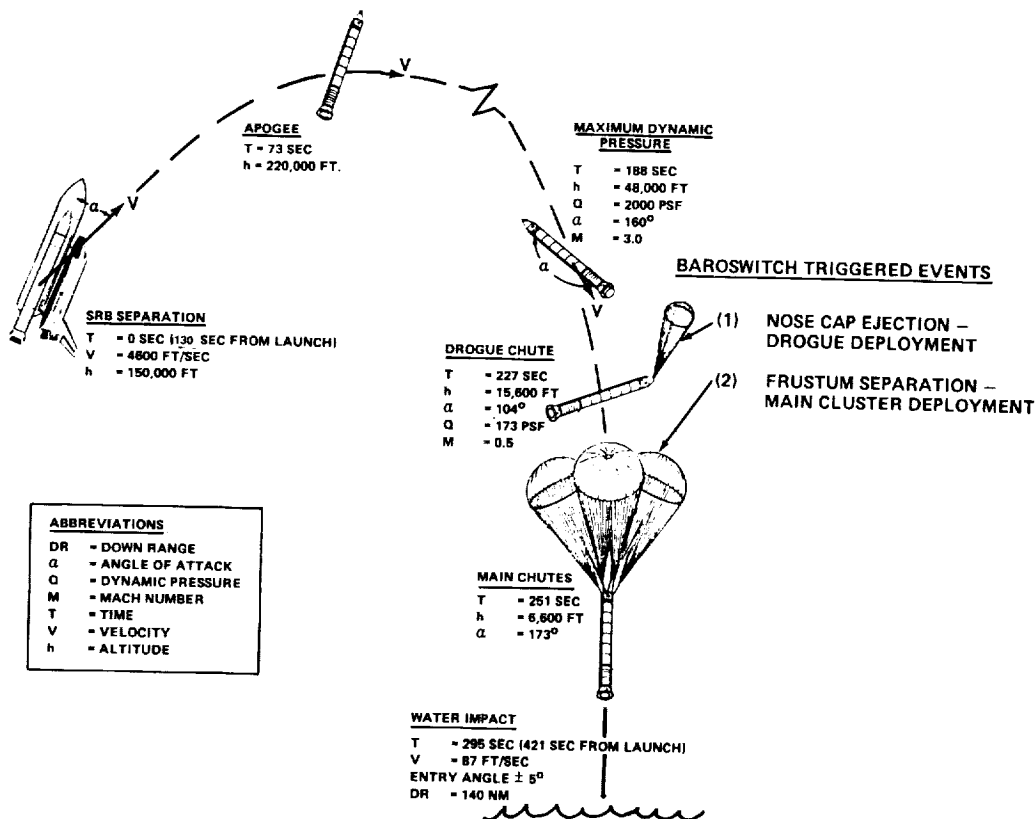 V
APOGEE
T = 73 SEC
h = 220,000 FT.
MAXIMUM DYNAMIC
PRESSURE
T = 188 SEC
h = 48,000 FT
Q = 2000 PSF
α = 160°
M = 3.0
α
V
α
V
BAROSWITCH TRIGGERED EVENTS
(1) NOSE CAP EJECTION –
DROGUE DEPLOYMENT
(2) FRUSTUM SEPARATION –
MAIN CLUSTER DEPLOYMENT
SRB SEPARATION
T = 0 SEC (130 SEC FROM LAUNCH)
V = 4600 FT/SEC
h = 150,000 FT
DROGUE CHUTE
T = 227 SEC
h = 15,600 FT
α = 104°
Q = 173 PSF
M = 0.5
ABBREVIATIONS
DR = DOWN RANGE
α = ANGLE OF ATTACK
Q = DYNAMIC PRESSURE
M = MACH NUMBER
T = TIME
V = VELOCITY
h = ALTITUDE
MAIN CHUTES
T = 251 SEC
h = 6,600 FT
α = 173°
WATER IMPACT
T = 295 SEC (421 SEC FROM LAUNCH)
V = 87 FT/SEC
ENTRY ANGLE ± 5°
DR = 140 NM